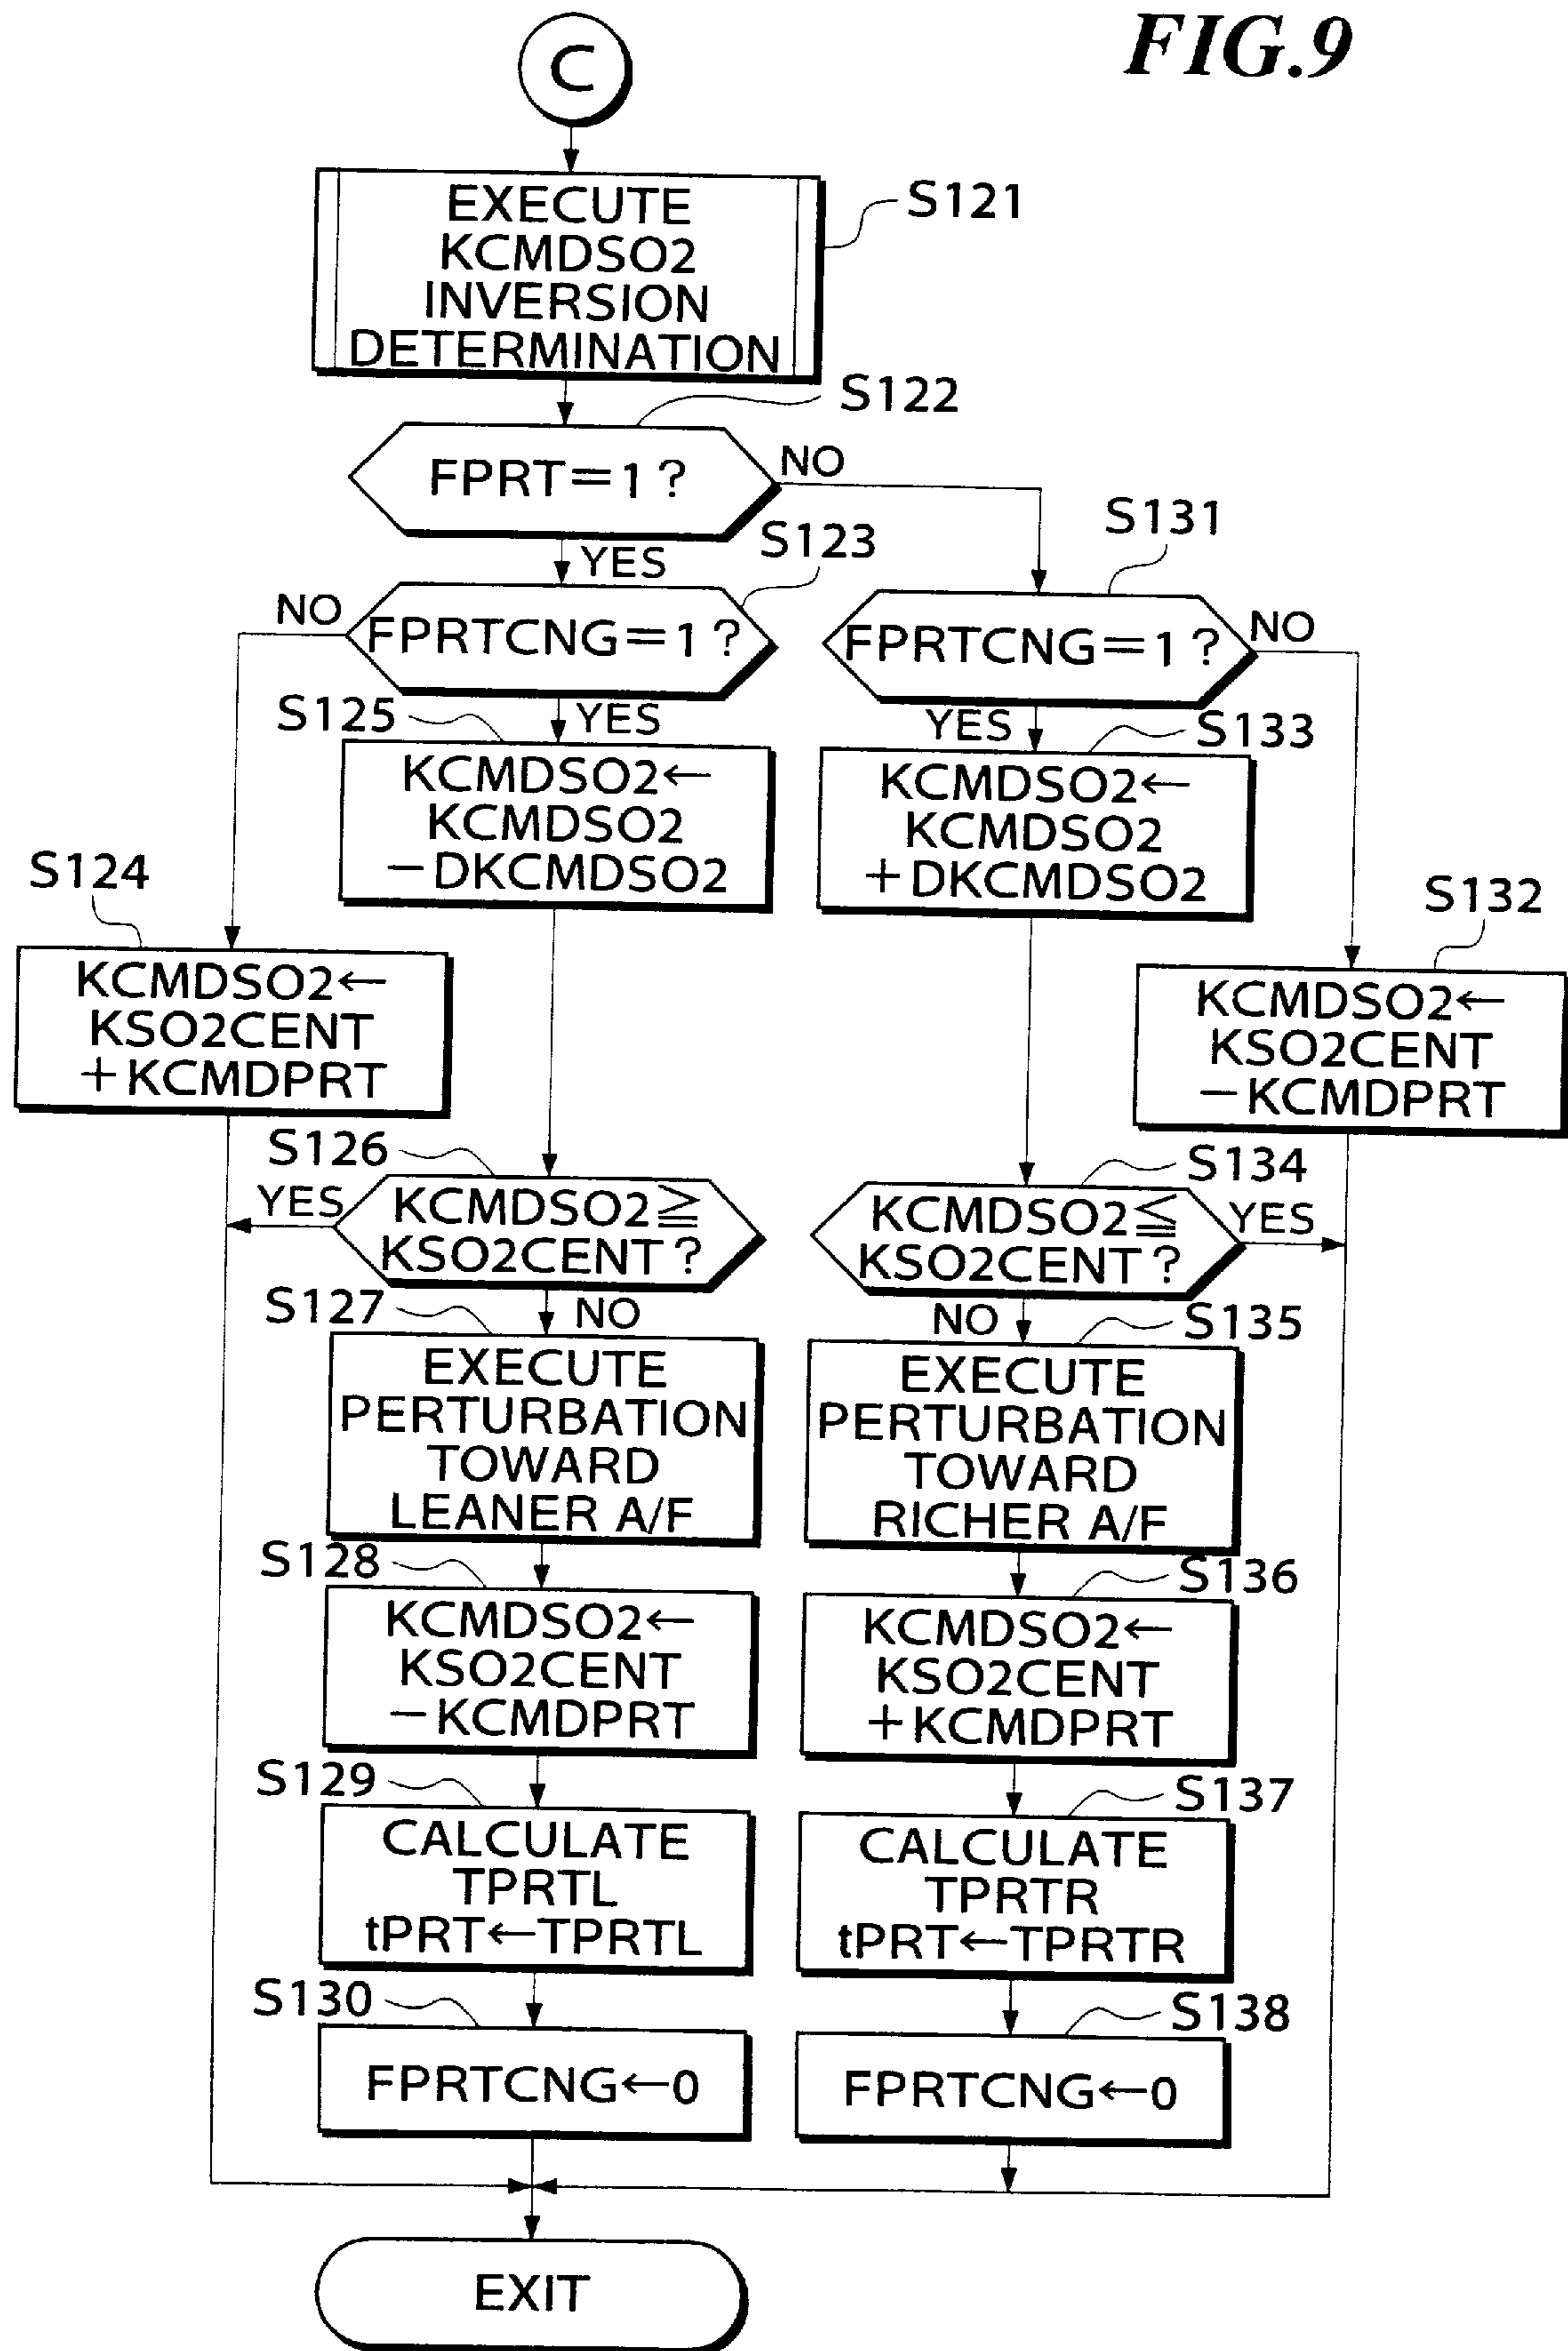 FIG.9
C
EXECUTE
KCMDSO2
INVERSION
DETERMINATION
S121
S122
FPRT=1?
NO
YES
S123
S131
NO
FPRTCNG=1?
FPRTCNG=1?
NO
YES
YES
S125
KCMDSO2←
KCMDSO2
−DKCMDSO2
S133
KCMDSO2←
KCMDSO2
+DKCMDSO2
S124
KCMDSO2←
KSO2CENT
+KCMDPRT
S132
KCMDSO2←
KSO2CENT
−KCMDPRT
S126
YES
KCMDSO2≧
KSO2CENT?
S134
KCMDSO2≦
KSO2CENT?
YES
S127
NO
EXECUTE
PERTURBATION
TOWARD
LEANER A/F
NO
S135
EXECUTE
PERTURBATION
TOWARD
RICHER A/F
S128
KCMDSO2←
KSO2CENT
−KCMDPRT
S136
KCMDSO2←
KSO2CENT
+KCMDPRT
S129
CALCULATE
TPRTL
tPRT←TPRTL
S137
CALCULATE
TPRTR
tPRT←TPRTR
S130
FPRTCNG←0
S138
FPRTCNG←0
EXIT